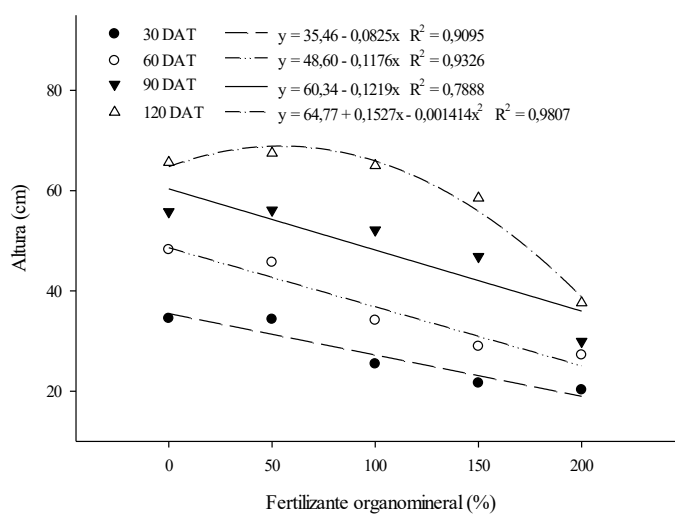 30 DAT y = 35,46 - 0,0825x R² = 0,9095
60 DAT y = 48,60 - 0,1176x R² = 0,9326
90 DAT y = 60,34 - 0,1219x R² = 0,7888
120 DAT y = 64,77 + 0,1527x - 0,001414x² R² = 0,9807
80
60
40
20
Altura (cm)
0 50 100 150 200
Fertilizante organomineral (%)